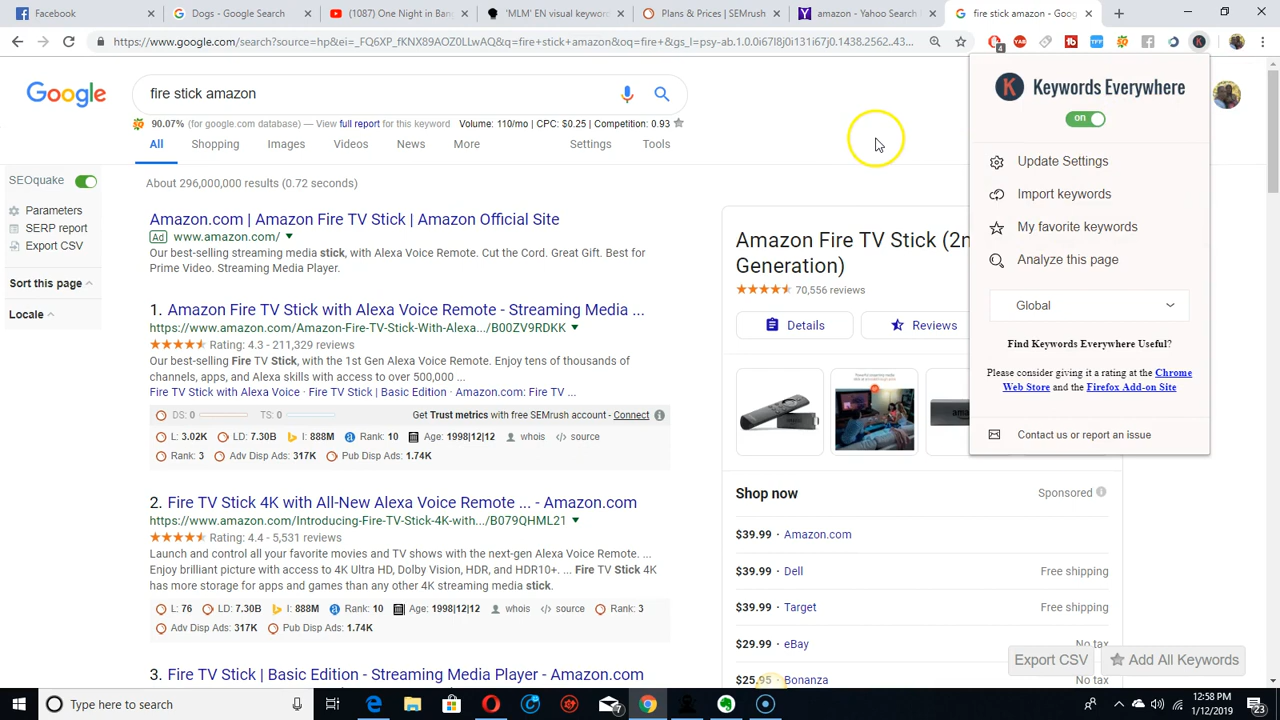 Facebook
Dogs - Google Search
(1087) One Night in Ban
'MLM' EN visual keywor
Plans & Prices | SEMrush
amazon - Yahoo Search
fire stick amazon - Goo
https://www.google.com/search?source=hp&ei=_FQ6XP_fKNX89AOZ0LLwAQ&q=fire+stick+amazon&oq=fire+&gs_l=psy-ab.1.0.0i67l8j0i131i67j0.1438.2562..43...
4
Google
fire stick amazon
90.07% (for google.com database) — View full report for this keyword
Volume: 110/mo | CPC: $0.25 | Competition: 0.93
All
Shopping
Images
Videos
News
More
Settings
Tools
SEOquake
Parameters
SERP report
Export CSV
Sort this page
Locale
About 296,000,000 results (0.72 seconds)
Amazon.com | Amazon Fire TV Stick | Amazon Official Site
Ad www.amazon.com/
Our best-selling streaming media stick, with Alexa Voice Remote. Cut the Cord. Great Gift. Best for
Prime Video. Streaming Media Player.
1. Amazon Fire TV Stick with Alexa Voice Remote - Streaming Media ...
https://www.amazon.com/Amazon-Fire-TV-Stick-With-Alexa.../B00ZV9RDKK
Rating: 4.3 - 211,329 reviews
Our best-selling Fire TV Stick, with the 1st Gen Alexa Voice Remote. Enjoy tens of thousands of
channels, apps, and Alexa skills with access to over 500,000 ...
Fire TV Stick with Alexa Voice · Fire TV Stick | Basic Edition · Amazon.com: Fire TV ...
DS: 0
TS: 0
Get Trust metrics with free SEMrush account - Connect
L: 3.02K LD: 7.30B I: 888M Rank: 10 Age: 1998|12|12 whois source
Rank: 3 Adv Disp Ads: 317K Pub Disp Ads: 1.74K
2. Fire TV Stick 4K with All-New Alexa Voice Remote ... - Amazon.com
https://www.amazon.com/Introducing-Fire-TV-Stick-4K-with.../B079QHML21
Rating: 4.4 - 5,531 reviews
Launch and control all your favorite movies and TV shows with the next-gen Alexa Voice Remote. ...
Enjoy brilliant picture with access to 4K Ultra HD, Dolby Vision, HDR, and HDR10+. ... Fire TV Stick 4K
has more storage for apps and games than any other 4K streaming media stick.
L: 76 LD: 7.30B I: 888M Rank: 10 Age: 1998|12|12 whois source Rank: 3
Adv Disp Ads: 317K Pub Disp Ads: 1.74K
3. Fire TV Stick | Basic Edition - Streaming Media Player - Amazon.com
Amazon Fire TV Stick (2n
Generation)
70,556 reviews
Details
Reviews
Shop now
Sponsored
$39.99 · Amazon.com
$39.99 · Dell
Free shipping
$39.99 · Target
Free shipping
$29.99 · eBay
No tax
$25.95 · Bonanza
No tax
K
Keywords Everywhere
on
Update Settings
Import keywords
My favorite keywords
Analyze this page
Global
Find Keywords Everywhere Useful?
Please consider giving it a rating at the Chrome
Web Store and the Firefox Add-on Site
Contact us or report an issue
Export CSV
Add All Keywords
Type here to search
7
12:58 PM
1/12/2019
23